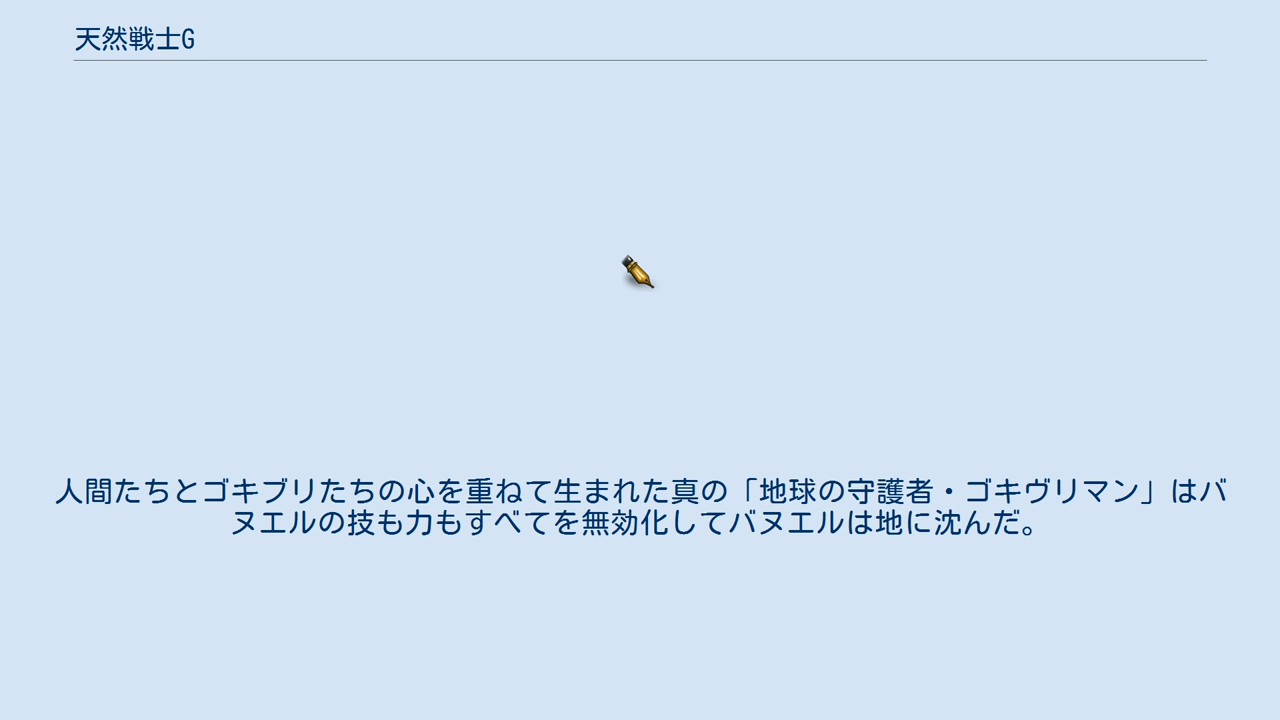 天然戦士G
人間たちとゴキブリたちの心を重ねて生まれた真の「地球の守護者・ゴキヴリマン」はバ
ヌエルの技も力もすべてを無効化してバヌエルは地に沈んだ。